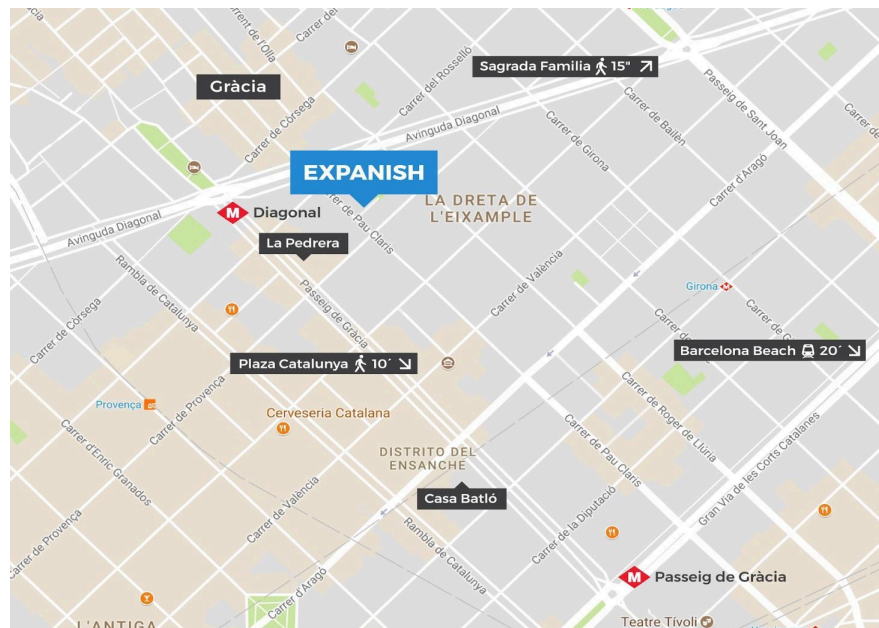 Carrer de l'Olla
Carrer del
Carrer del Rosselló
Sagrada Familia 15" 
Gràcia
Passeig de Sant Joan
Carrer de Bailèn
Carrer de Còrsega
Avinguda Diagonal
Carrer de Girona
Carrer d'Aragó
EXPANISH
Carrer de Pau Claris
LA DRETA DE
L'EIXAMPLE
Diagonal
M
Avinguda Diagonal
La Pedrera
Rambla de Catalunya
Passeig de Gràcia
Carrer de València
Girona
Carrer de Còrsega
Carrer de
Carrer de G
Plaza Catalunya 10´
Barcelona Beach 20´
Provença
Carrer de Provença
Cerveseria Catalana
Carrer de Roger de Llúria
Carrer de Pau Claris
Gran Via de les Corts Catalanes
Carrer d'Enric Granados
DISTRITO DEL
ENSANCHE
Casa Batló
Carrer de València
Carrer de la Diputació
Carrer de Provença
Rambla de Catalunya
Carrer d'Aragó
M
Passeig de Gràcia
Teatre Tívoli
L'ANTIGA